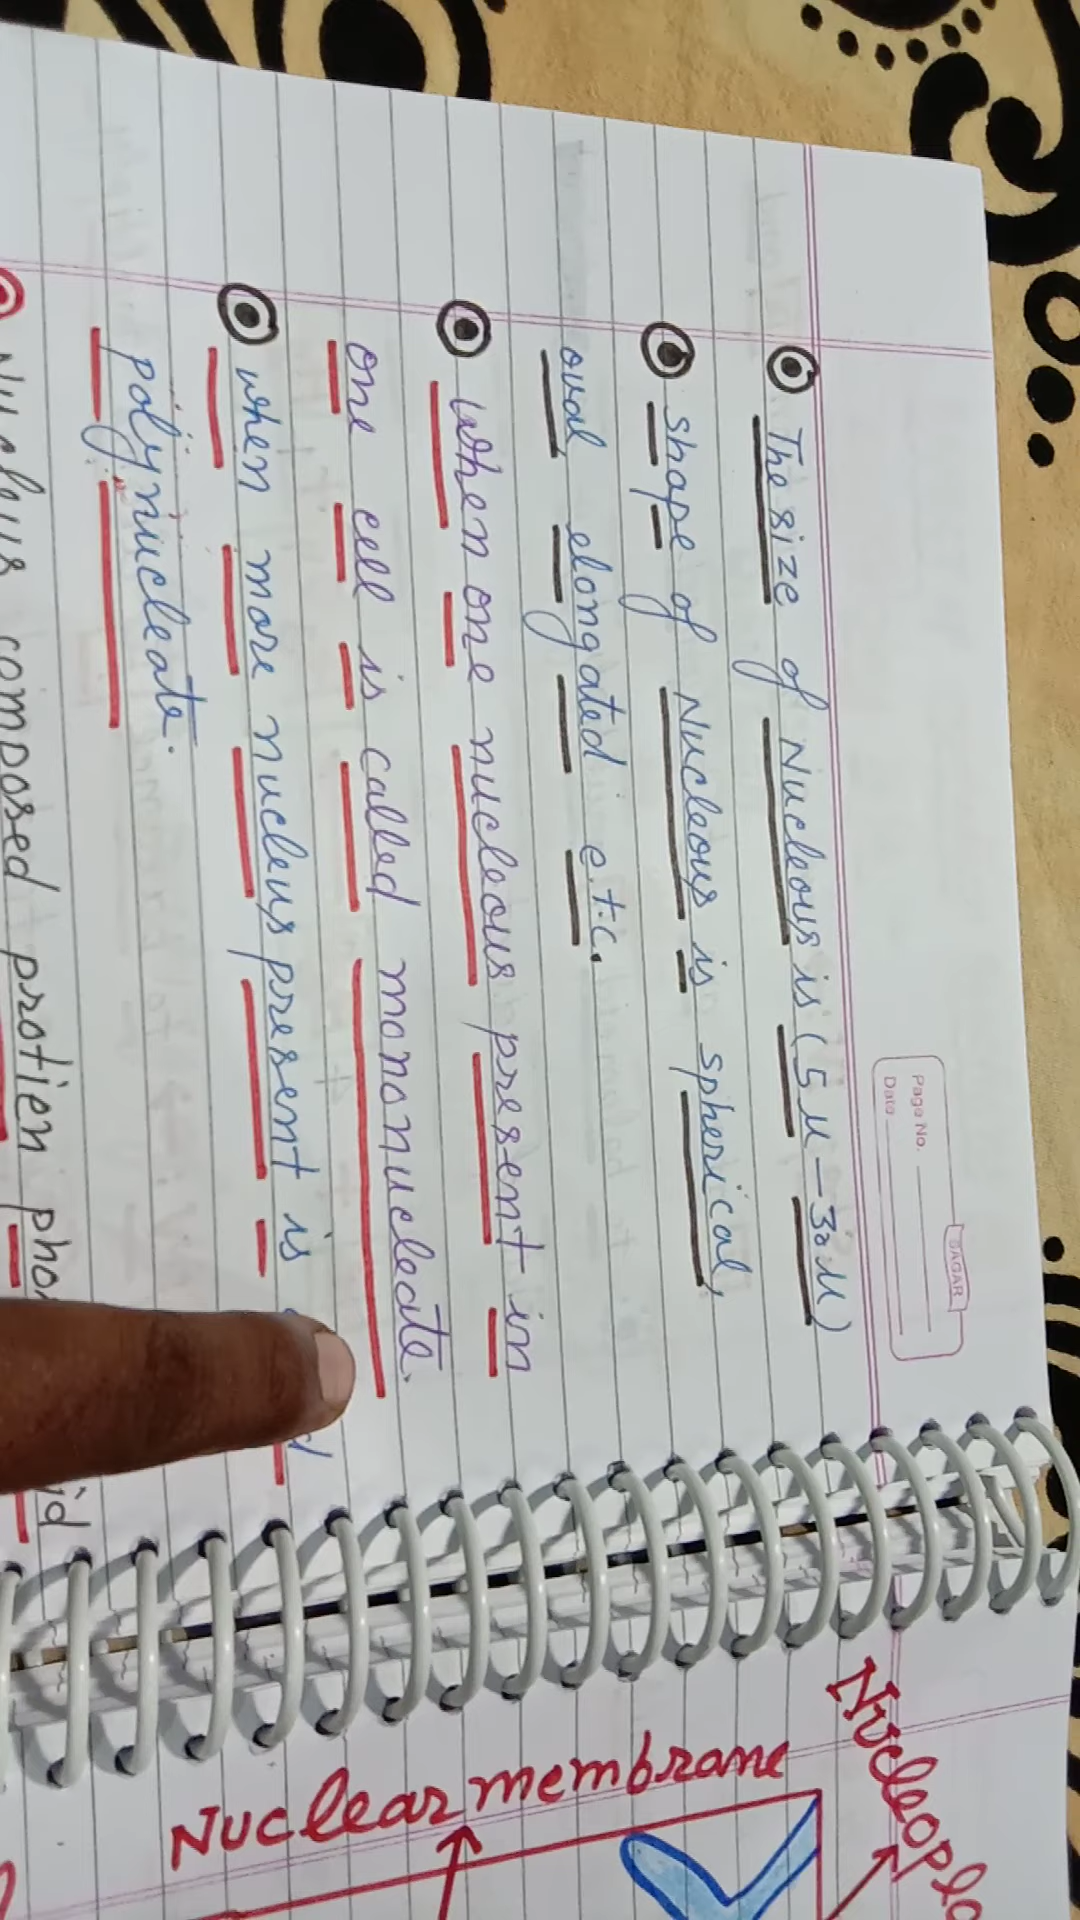 SAGAR
Page No.
Date
The size of Nucleous is (5 µ - 30 µ)
shape of Nucleous is spherical,
oval, elongated e.t.c.
when one nucleous present in
one cell is called mononucleate.
when more nucleus present is
polynucleate.
Nucleus composed protien
Nuclear membrane